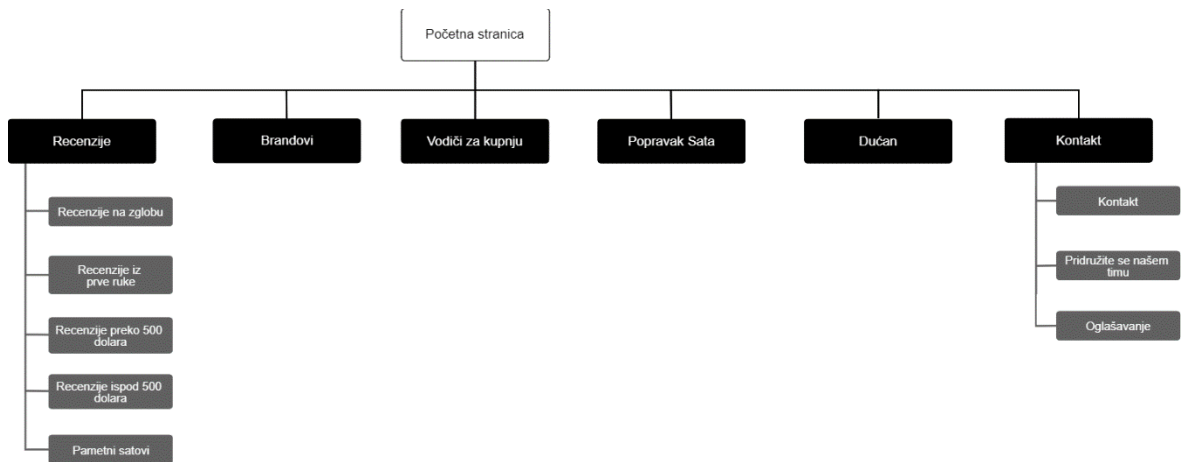 Početna stranica
Recenzije
Brandovi
Vodiči za kupnju
Popravak Sata
Dućan
Kontakt
Recenzije na zglobu
Recenzije iz
prve ruke
Recenzije preko 500
dolara
Recenzije ispod 500
dolara
Pametni satovi
Kontakt
Pridružite se našem
timu
Oglašavanje